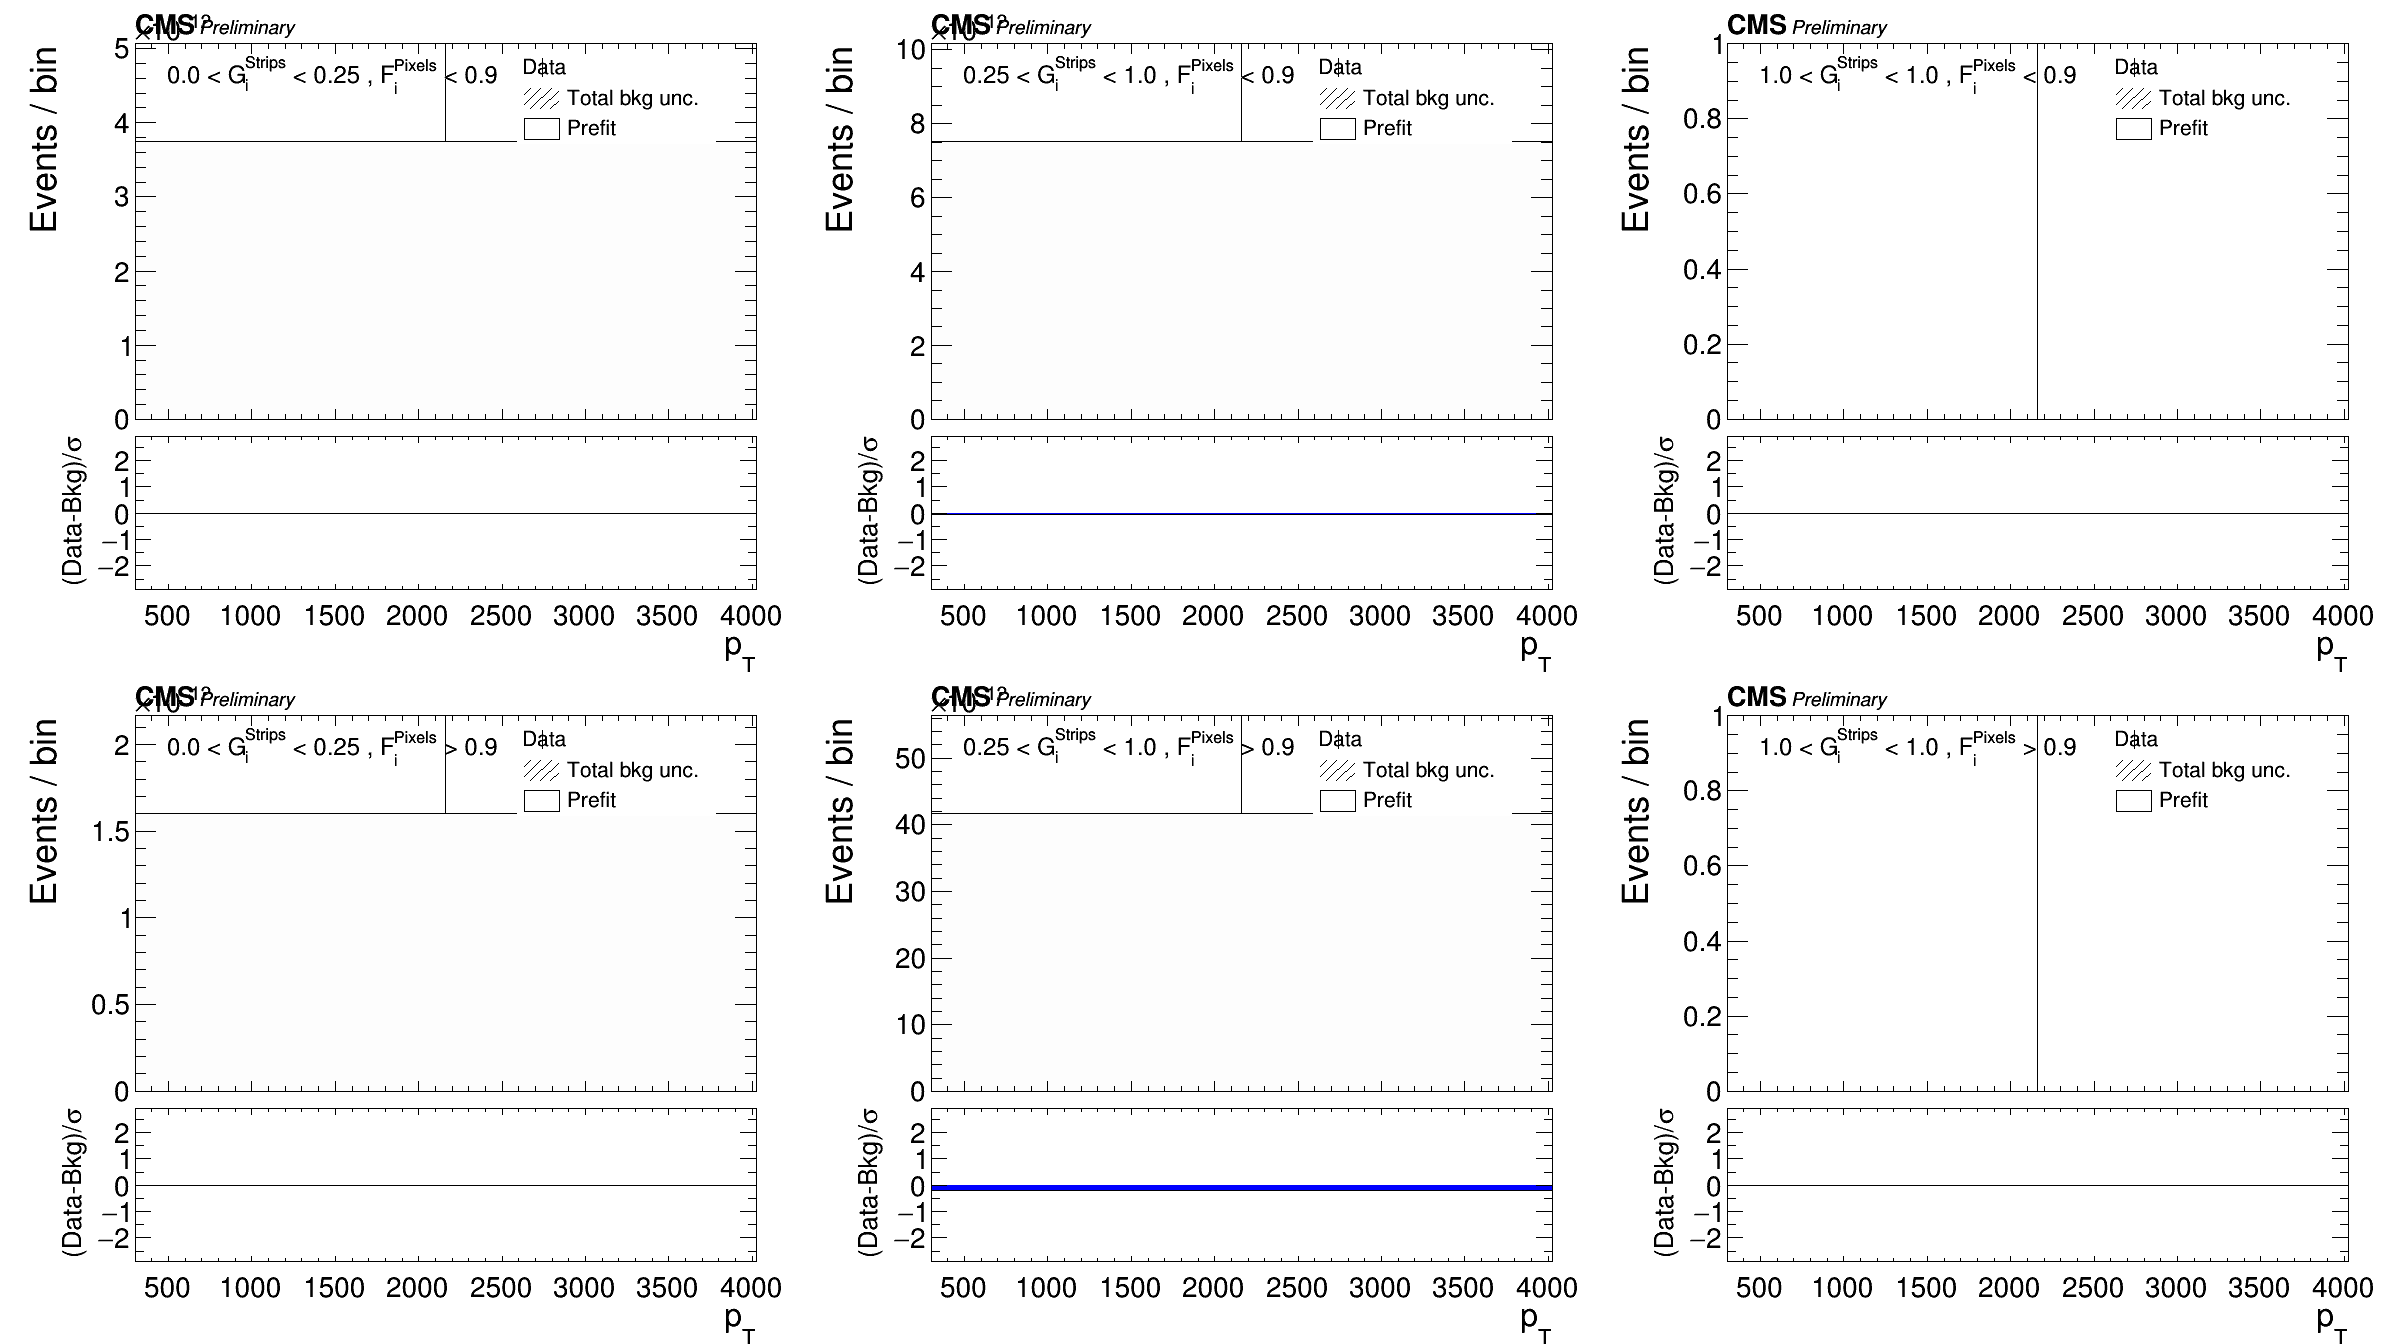 CMS Preliminary
0.0 < G_i^Strips < 0.25 , F_i^Pixels < 0.9
Data
Total bkg unc.
Prefit
Events / bin
5
4
3
2
1
0
(Data-Bkg)/σ
2
1
0
−1
−2
500 1000 1500 2000 2500 3000 3500 4000
p_T
CMS Preliminary
0.25 < G_i^Strips < 1.0 , F_i^Pixels < 0.9
Data
Total bkg unc.
Prefit
Events / bin
10
8
6
4
2
0
(Data-Bkg)/σ
2
1
0
−1
−2
500 1000 1500 2000 2500 3000 3500 4000
p_T
CMS Preliminary
1.0 < G_i^Strips < 1.0 , F_i^Pixels < 0.9
Data
Total bkg unc.
Prefit
Events / bin
1
0.8
0.6
0.4
0.2
0
(Data-Bkg)/σ
2
1
0
−1
−2
500 1000 1500 2000 2500 3000 3500 4000
p_T
CMS Preliminary
0.0 < G_i^Strips < 0.25 , F_i^Pixels > 0.9
Data
Total bkg unc.
Prefit
Events / bin
2
1.5
1
0.5
0
(Data-Bkg)/σ
2
1
0
−1
−2
500 1000 1500 2000 2500 3000 3500 4000
p_T
CMS Preliminary
0.25 < G_i^Strips < 1.0 , F_i^Pixels > 0.9
Data
Total bkg unc.
Prefit
Events / bin
50
40
30
20
10
0
(Data-Bkg)/σ
2
1
0
−1
−2
500 1000 1500 2000 2500 3000 3500 4000
p_T
CMS Preliminary
1.0 < G_i^Strips < 1.0 , F_i^Pixels > 0.9
Data
Total bkg unc.
Prefit
Events / bin
1
0.8
0.6
0.4
0.2
0
(Data-Bkg)/σ
2
1
0
−1
−2
500 1000 1500 2000 2500 3000 3500 4000
p_T